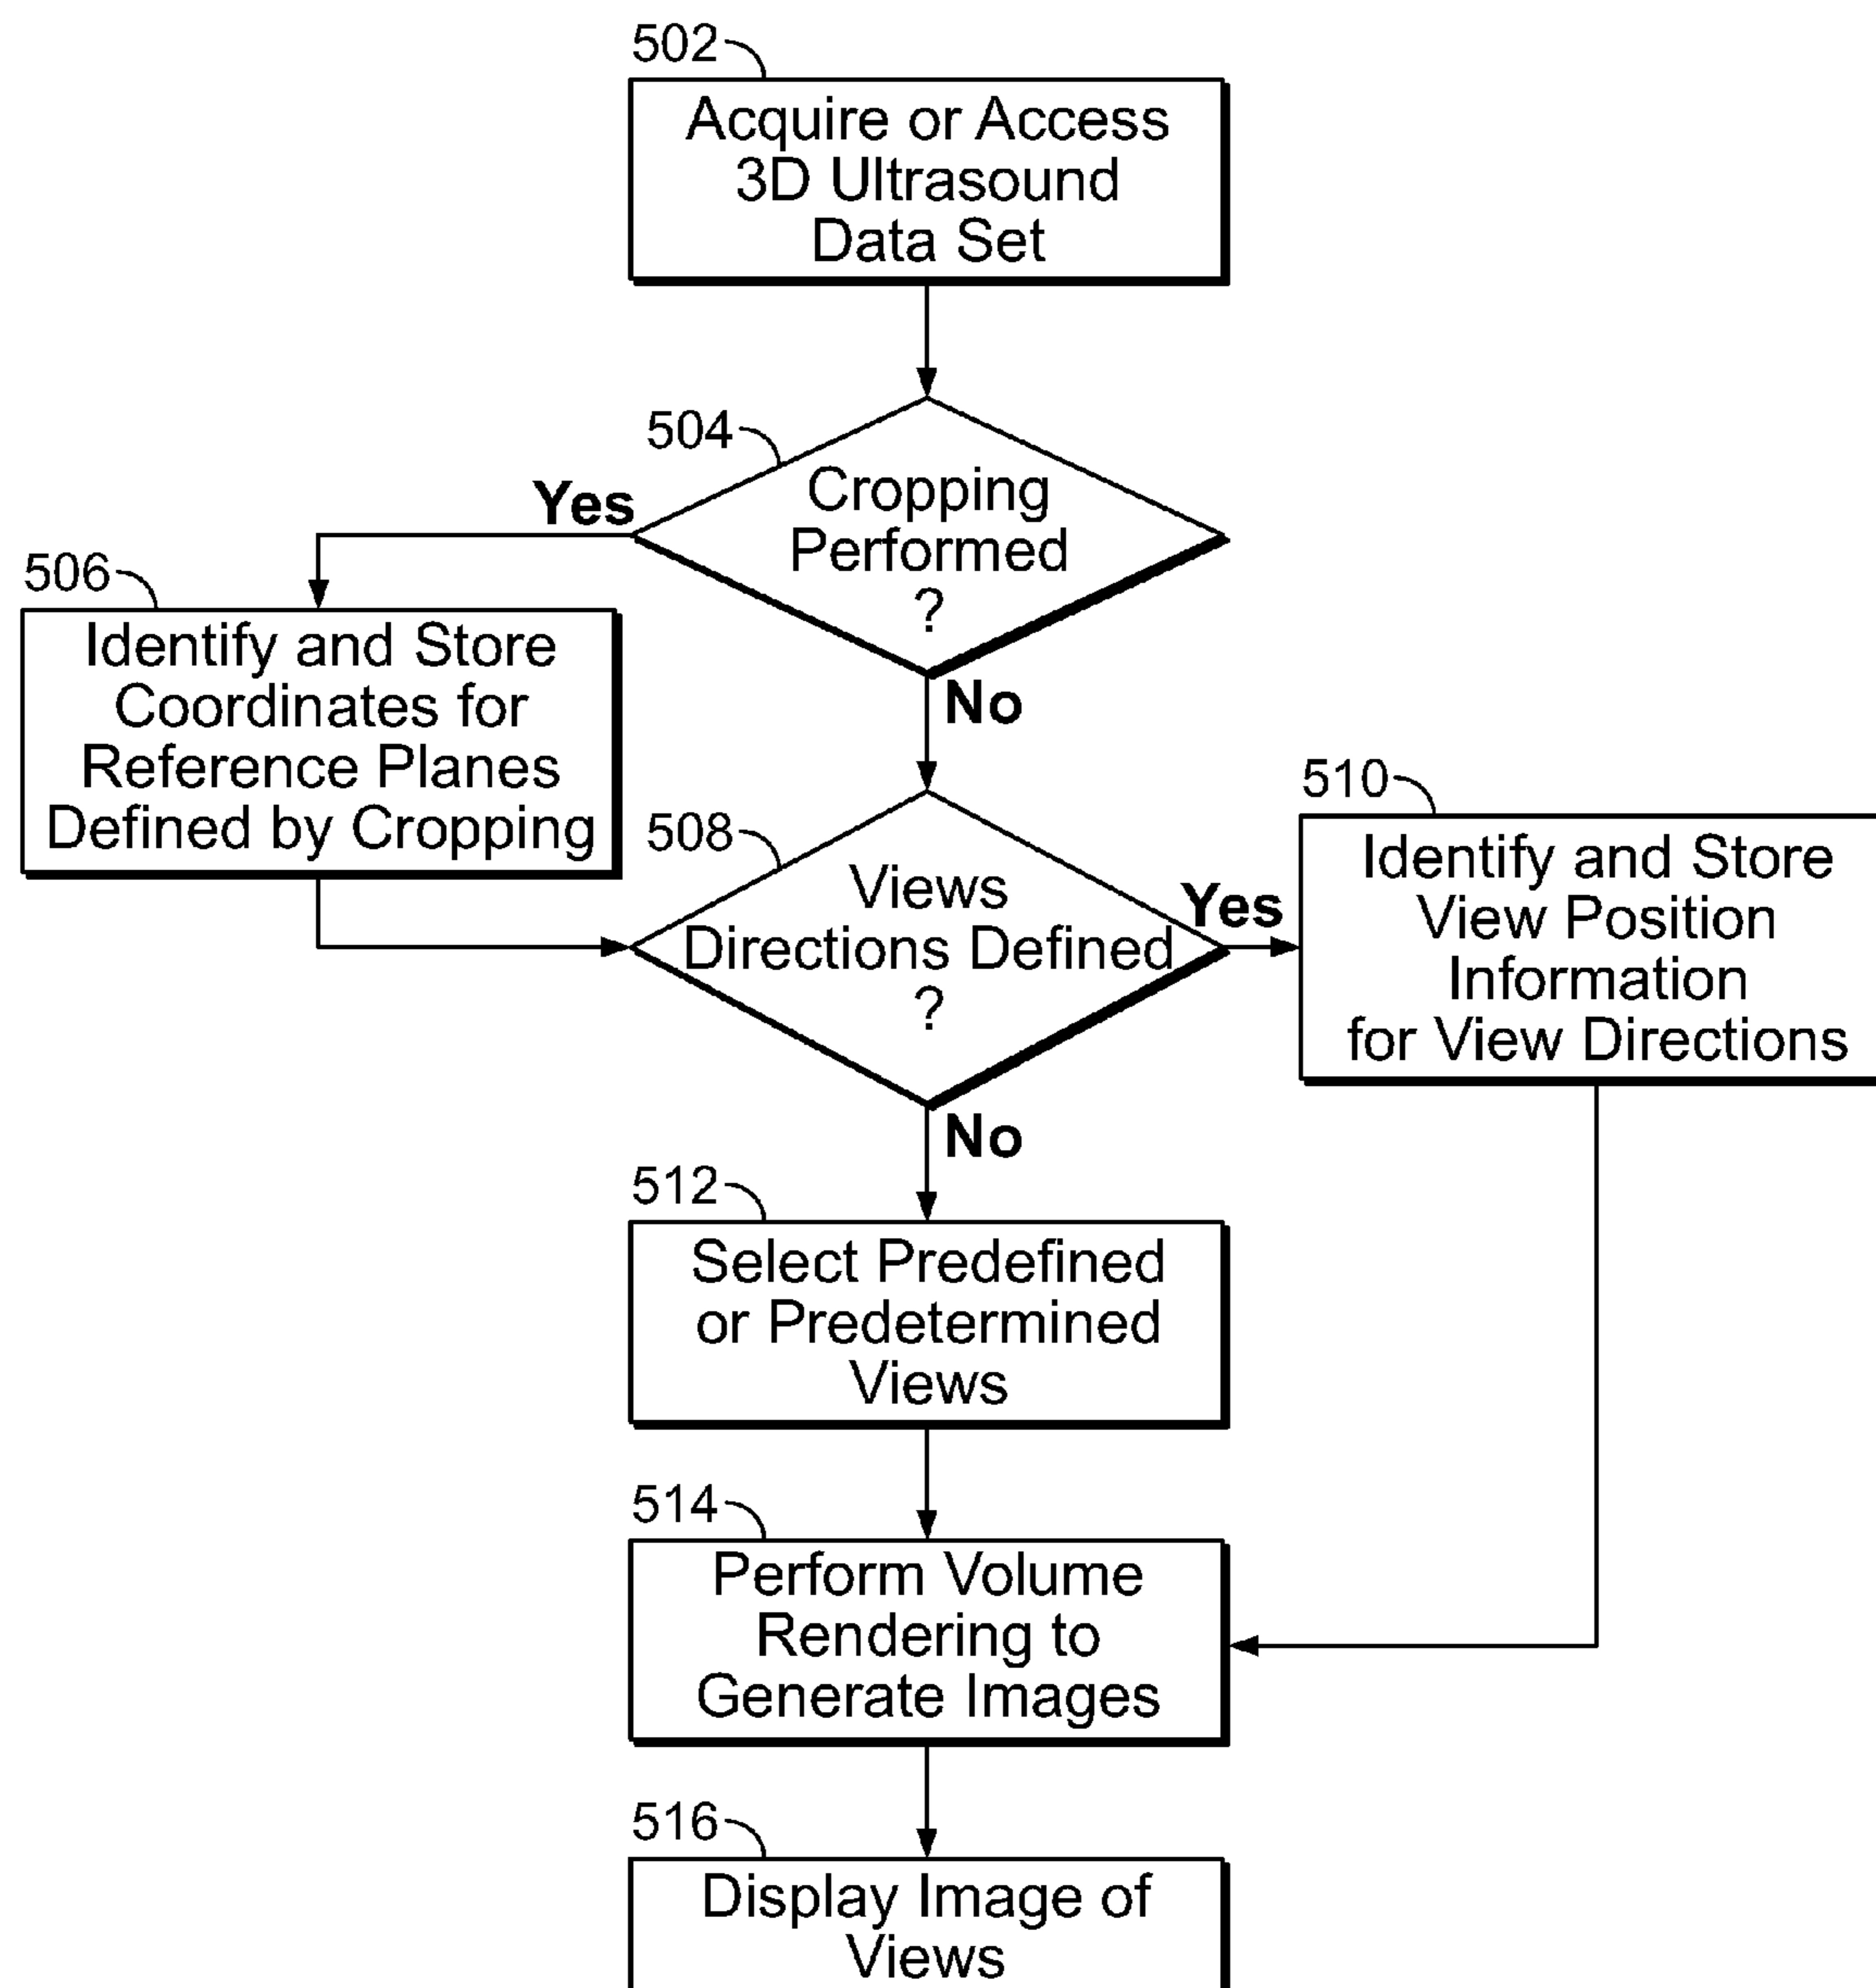 502
Acquire or Access
3D Ultrasound
Data Set
504
Cropping
Performed
?
Yes
No
506
Identify and Store
Coordinates for
Reference Planes
Defined by Cropping
508
Views
Directions Defined
?
Yes
No
510
Identify and Store
View Position
Information
for View Directions
512
Select Predefined
or Predetermined
Views
514
Perform Volume
Rendering to
Generate Images
516
Display Image of
Views